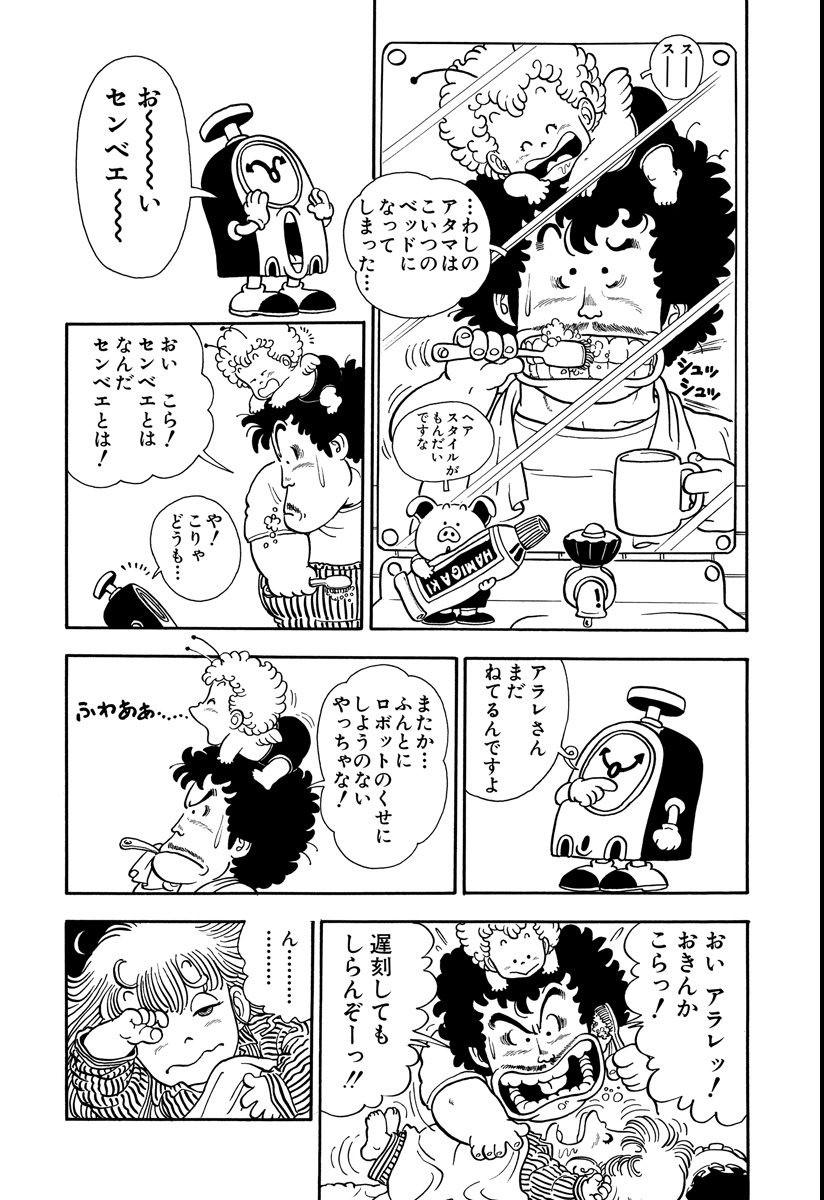 スーー
スーー
…わしの
アタマは
こいつの
ベッドに
なって
しまった…
シュッ
シュッ
ヘア
スタイルが
もんだい
ですな
HAMIGAKI
お〜〜〜〜い
センベエ〜〜〜
おい こら!
センベエとは
なんだ
センベエとは!
や!
こりゃ
どうも…
アラレさん
まだ
ねてるんですよ
またか…
ふんとに
ロボットのくせに
しようのない
やっちゃな!
ふわあぁ……
おい アラレッ!
おきんか
こらっ!
遅刻しても
しらんぞーっ!!
ん…
………